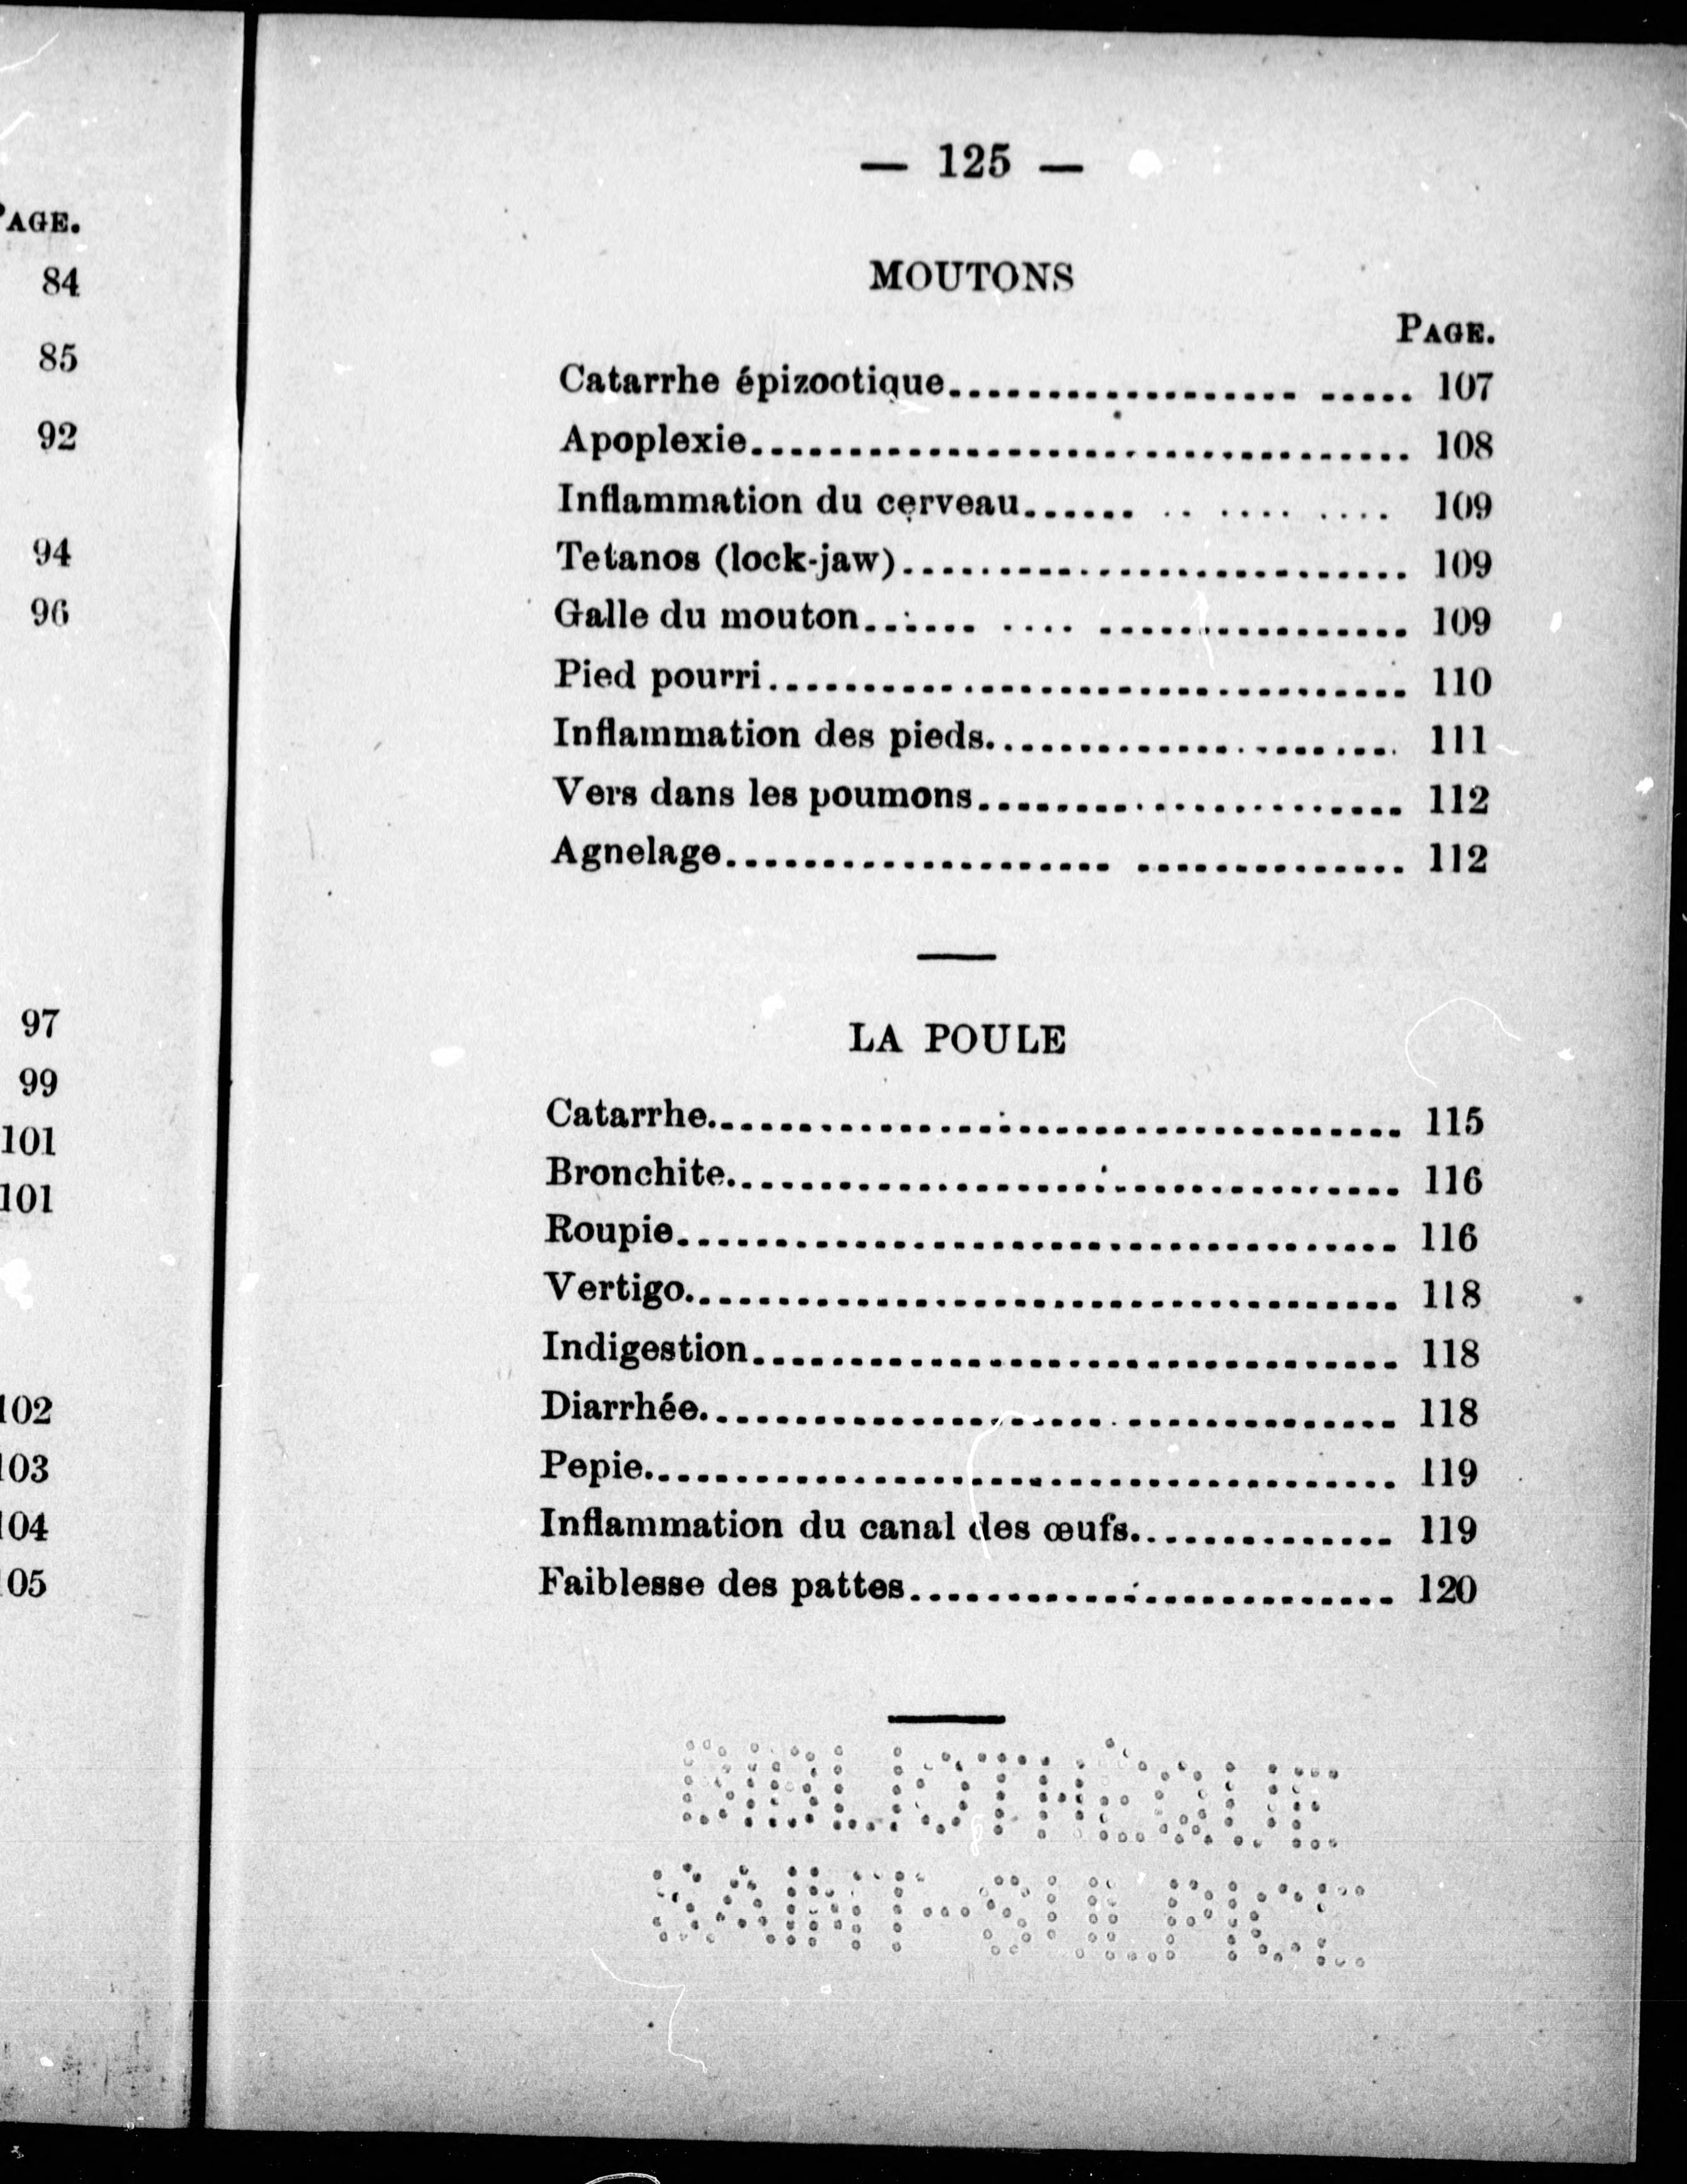 PAGE.
84
85
92
94
96
97
99
101
101
102
103
104
105
— 125 —
MOUTONS
PAGE.
Catarrhe épizootique....................... 107
Apoplexie.................................. 108
Inflammation du cerveau...... .. .... .... 109
Tetanos (lock-jaw).......................... 109
Galle du mouton....... .... ................ 109
Pied pourri................................. 110
Inflammation des pieds..................... 111
Vers dans les poumons...................... 112
Agnelage.................... .............. 112
LA POULE
Catarrhe.................................... 115
Bronchite................................... 116
Roupie...................................... 116
Vertigo..................................... 118
Indigestion................................. 118
Diarrhée.................................... 118
Pepie....................................... 119
Inflammation du canal des œufs.............. 119
Faiblesse des pattes......................... 120
BIBLIOTHÈQUE
SAINT-SULPICE